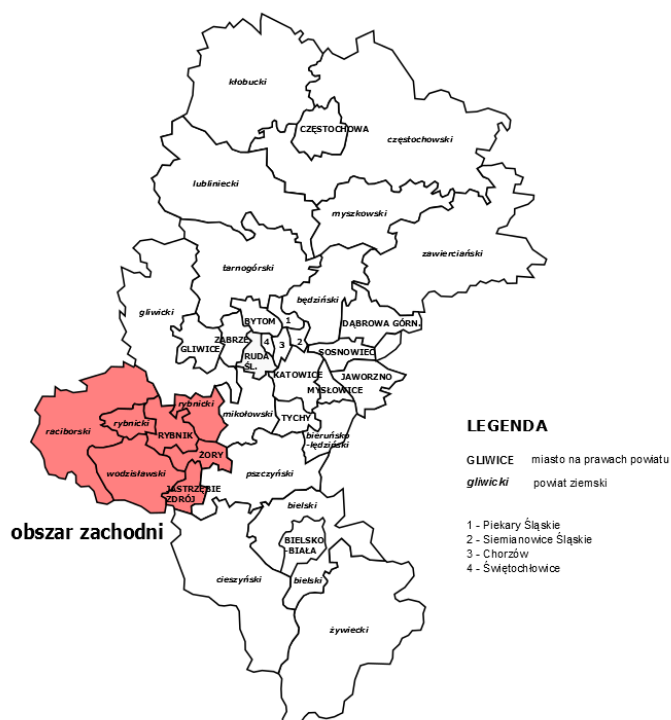 kłobucki
CZĘSTOCHOWA
częstochowski
lubliniecki
myszkowski
zawierciański
tarnogórski
będziński
gliwicki
BYTOM
1
DĄBROWA GÓRN.
ZABRZE
4
3
2
GLIWICE
RUDA
ŚL.
SOSNOWIEC
KATOWICE
JAWORZNO
MYSŁOWICE
rybnicki
mikołowski
TYCHY
raciborski
rybnicki
RYBNIK
bieruńsko
-lędziński
ŻORY
wodzisławski
pszczyński
JASTRZĘBIE
ZDRÓJ
obszar zachodni
bielski
BIELSKO
-BIAŁA
cieszyński
bielski
żywiecki
LEGENDA
GLIWICE miasto na prawach powiatu
gliwicki powiat ziemski
1 - Piekary Śląskie
2 - Siemianowice Śląskie
3 - Chorzów
4 - Świętochłowice